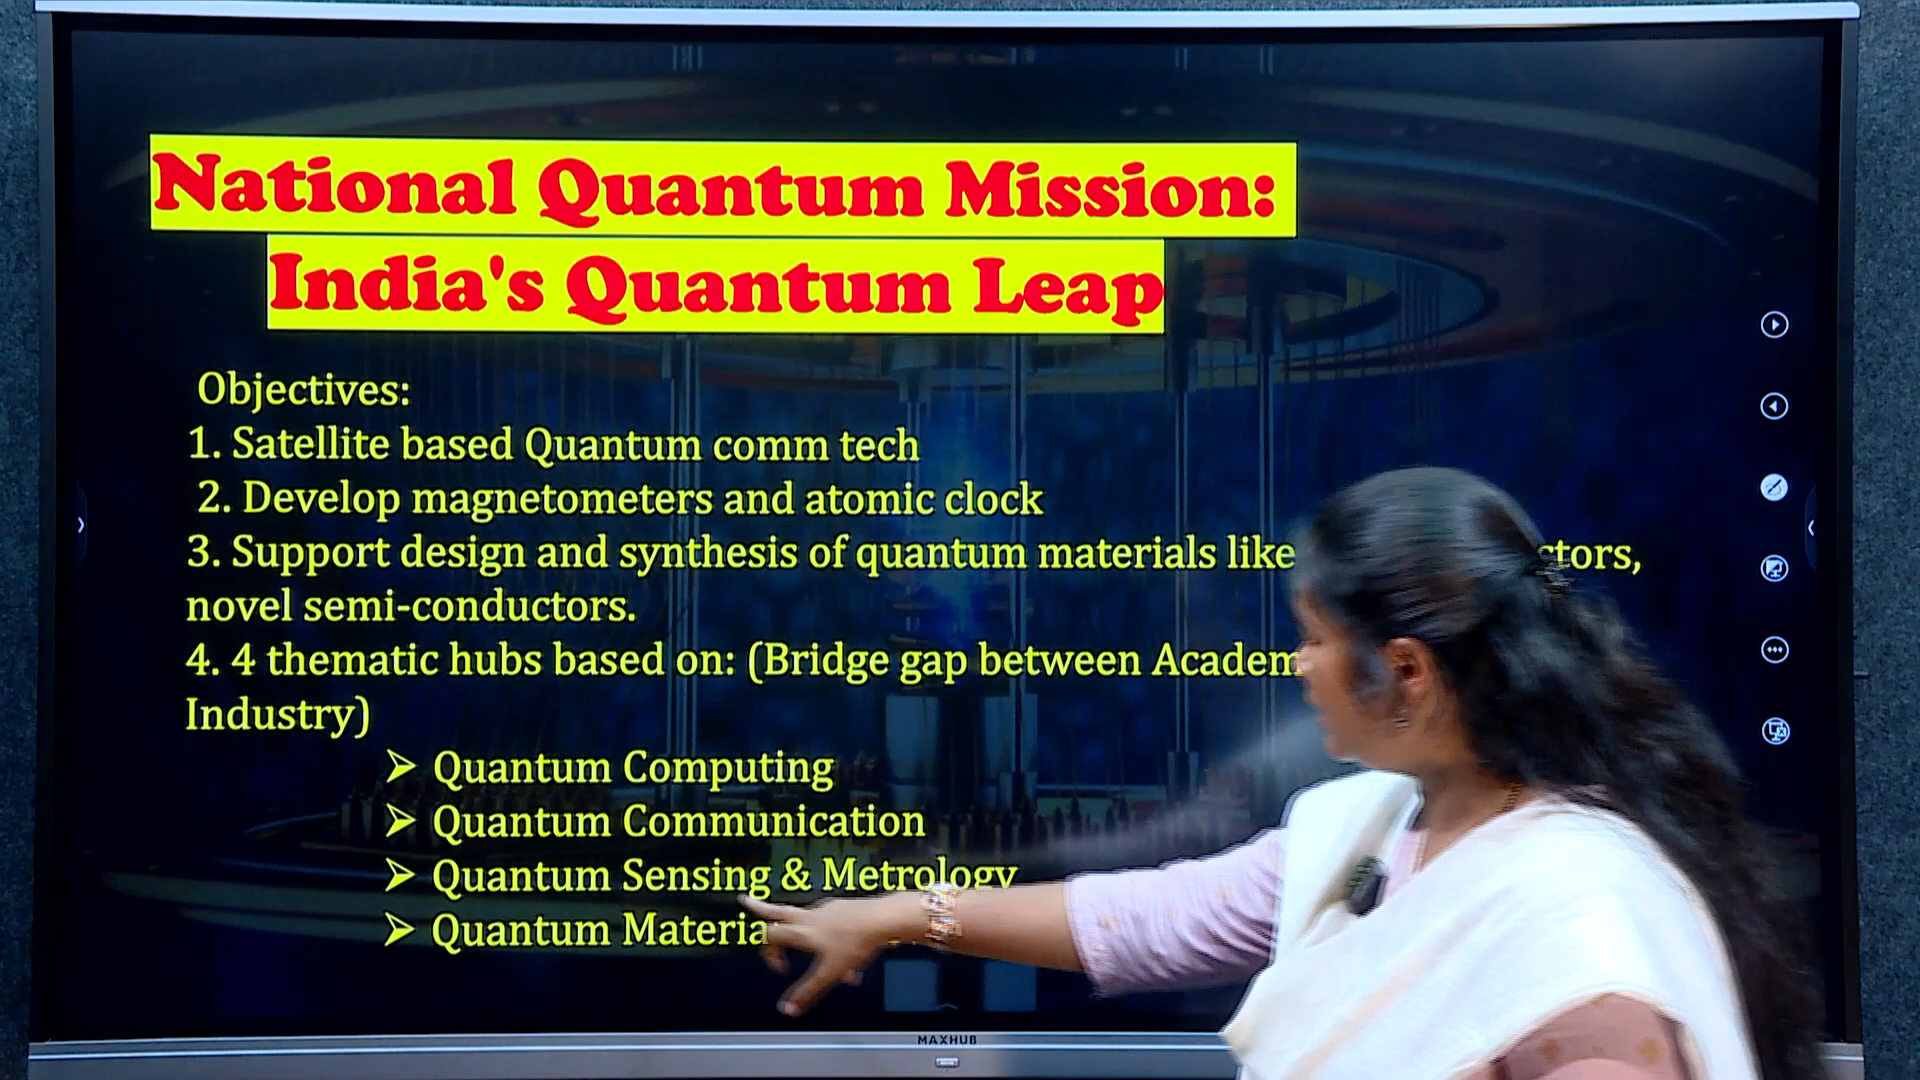 National Quantum Mission:
India's Quantum Leap
Objectives:
1. Satellite based Quantum comm tech
2. Develop magnetometers and atomic clock
3. Support design and synthesis of quantum materials like
novel semi-conductors.
4. 4 thematic hubs based on: (Bridge gap between
Industry)
➢ Quantum Computing
➢ Quantum Communication
➢ Quantum Sensing & Metrology
➢ Quantum
MAXHUB